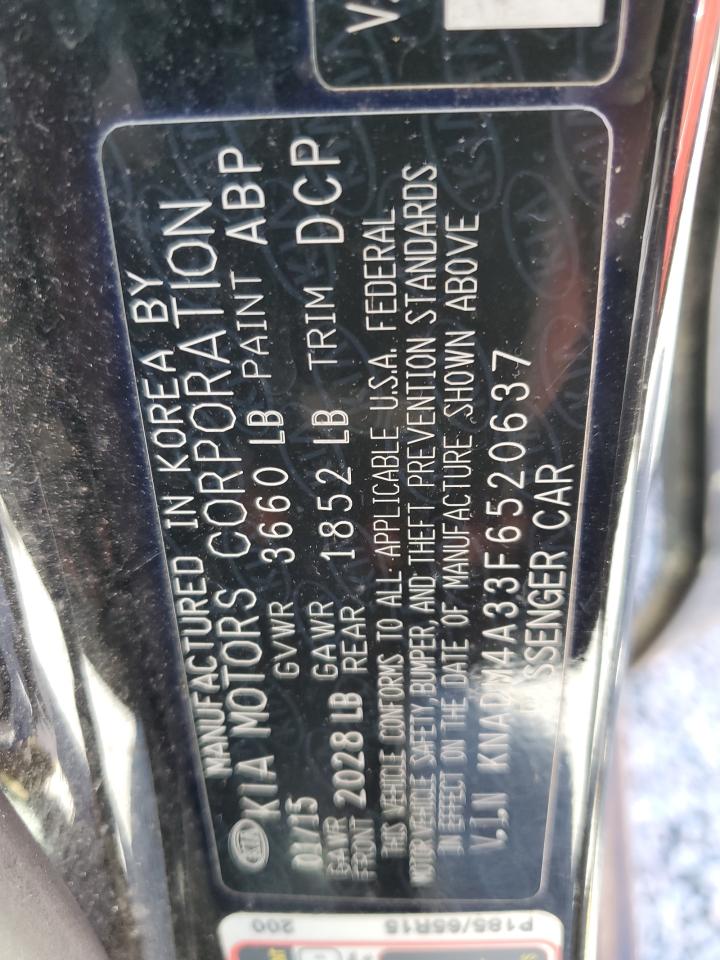 MANUFACTURED IN KOREA BY
KIA KIA MOTORS CORPORATION
01/15 GVWR 3660 LB PAINT ABP
GAWR FRONT 2028 LB GAWR REAR 1852 LB TRIM DCP
THIS VEHICLE CONFORMS TO ALL APPLICABLE U.S.A. FEDERAL
MOTOR VEHICLE SAFETY, BUMPER, AND THEFT PREVENTION STANDARDS
IN EFFECT ON THE DATE OF MANUFACTURE SHOWN ABOVE
V.I.N KNADM4A33F6520637
PASSENGER CAR
P185/65R15
200